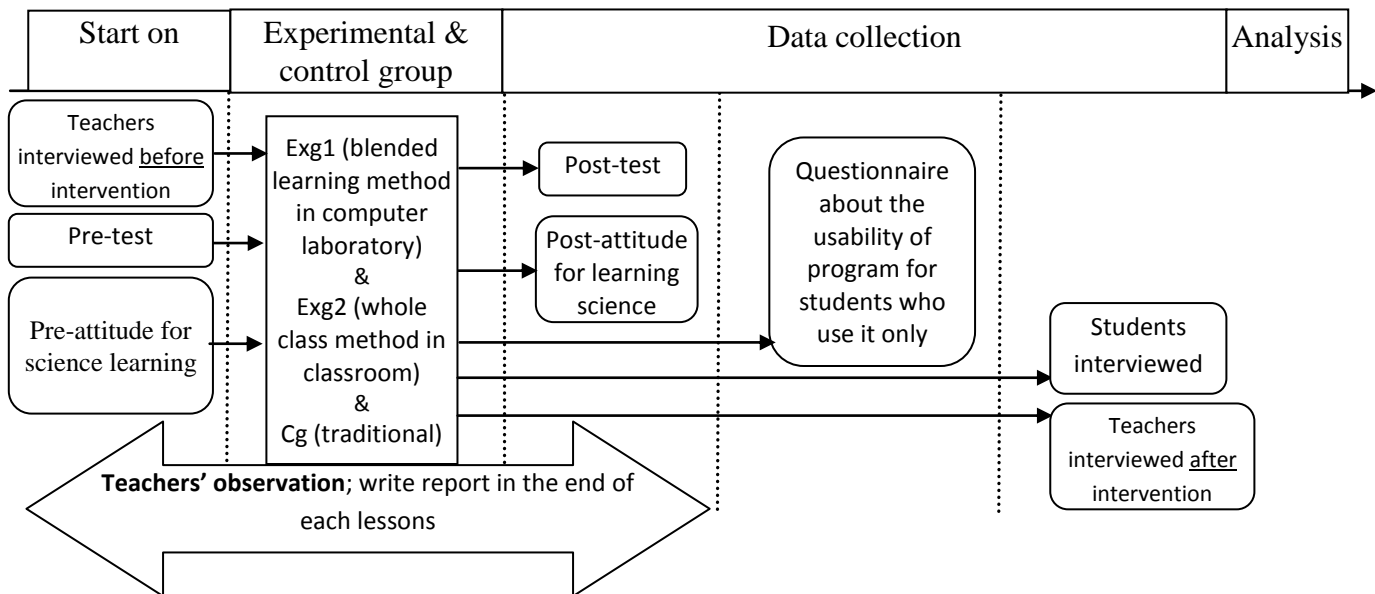 Start on
Experimental &
control group
Data collection
Analysis
Teachers
interviewed before
intervention
Pre-test
Pre-attitude for
science learning
Exg1 (blended
learning method
in computer
laboratory)
&
Exg2 (whole
class method in
classroom)
&
Cg (traditional)
Post-test
Post-attitude
for learning
science
Questionnaire
about the
usability of
program for
students who
use it only
Students
interviewed
Teachers
interviewed after
intervention
Teachers’ observation; write report in the end of
each lessons